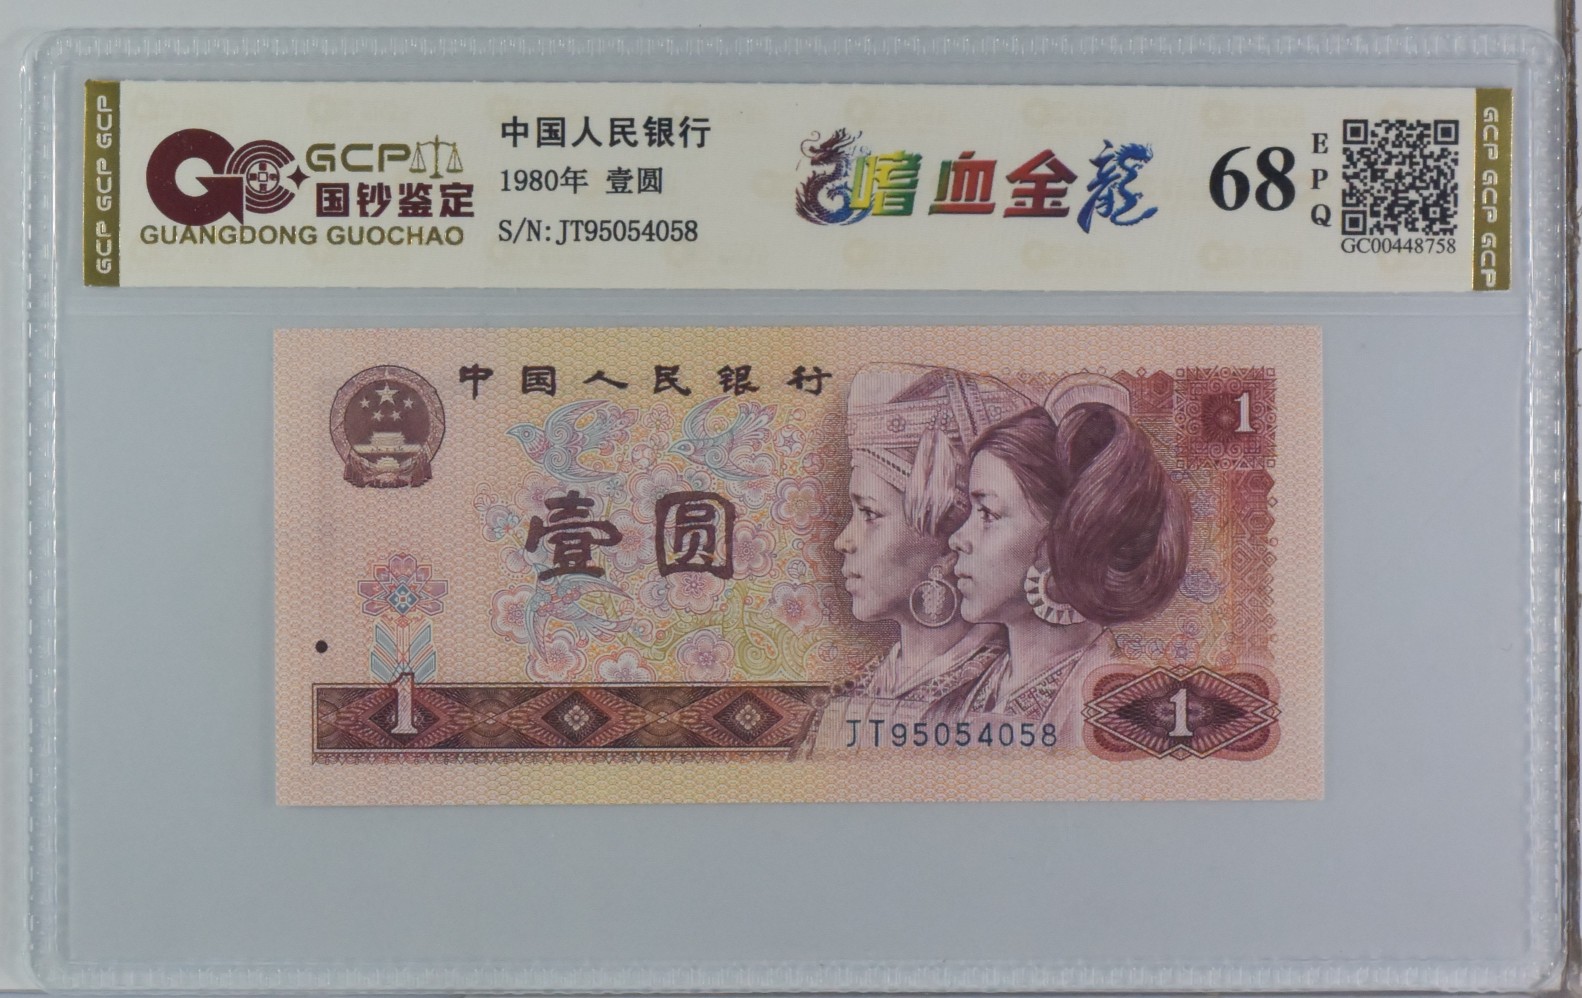 GCP GCP GCP
GCP
国钞鉴定
GUANGDONG GUOCHAO
中国人民银行
1980年 壹圆
S/N:JT95054058
嗜血金龍
68
EPQ
GC00448758
GCP GCP GCP
中国人民银行
1
壹圆
1
JT95054058
1